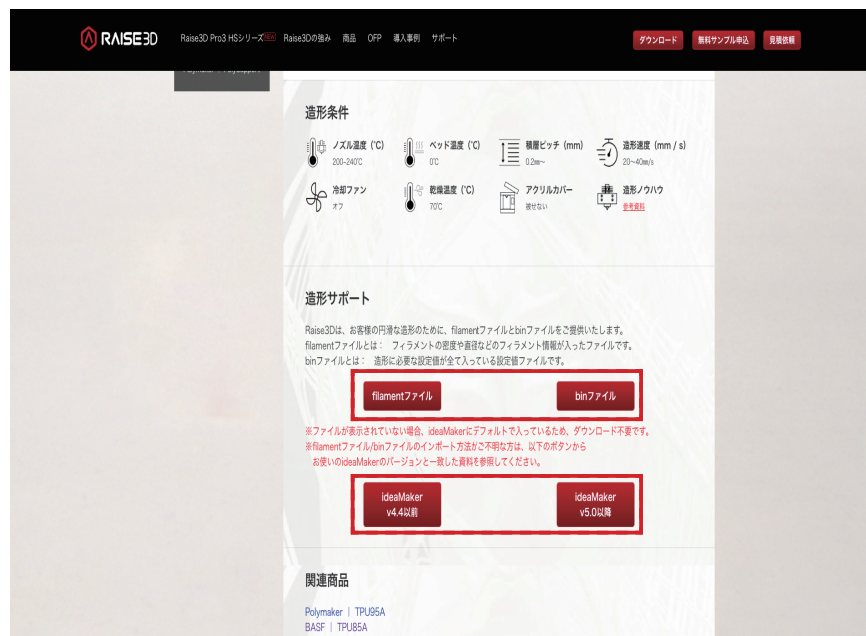 RAISE3D
Raise3D Pro3 HSシリーズNEW Raise3Dの強み 商品 OFP 導入事例 サポート
ダウンロード 無料サンプル申込 見積依頼
造形条件
ノズル温度（℃） ベッド温度（℃） 積層ピッチ（mm） 造形速度（mm / s）
200-240℃ 0℃ 0.2㎜〜 20〜40㎜/s
冷却ファン 乾燥温度（℃） アクリルカバー 造形ノウハウ
オフ 70℃ 被せない 参考資料
造形サポート
Raise3Dは、お客様の円滑な造形のために、filamentファイルとbinファイルをご提供いたします。
filamentファイルとは： フィラメントの密度や直径などのフィラメント情報が入ったファイルです。
binファイルとは： 造形に必要な設定値が全て入っている設定値ファイルです。
filamentファイル binファイル
※ファイルが表示されていない場合、ideaMakerにデフォルトで入っているため、ダウンロード不要です。
※filamentファイル/binファイルのインポート方法がご不明な方は、以下のボタンから
お使いのideaMakerのバージョンと一致した資料を参照してください。
ideaMaker ideaMaker
v4.4以前 v5.0以降
関連商品
Polymaker｜TPU95A
BASF｜TPU85A